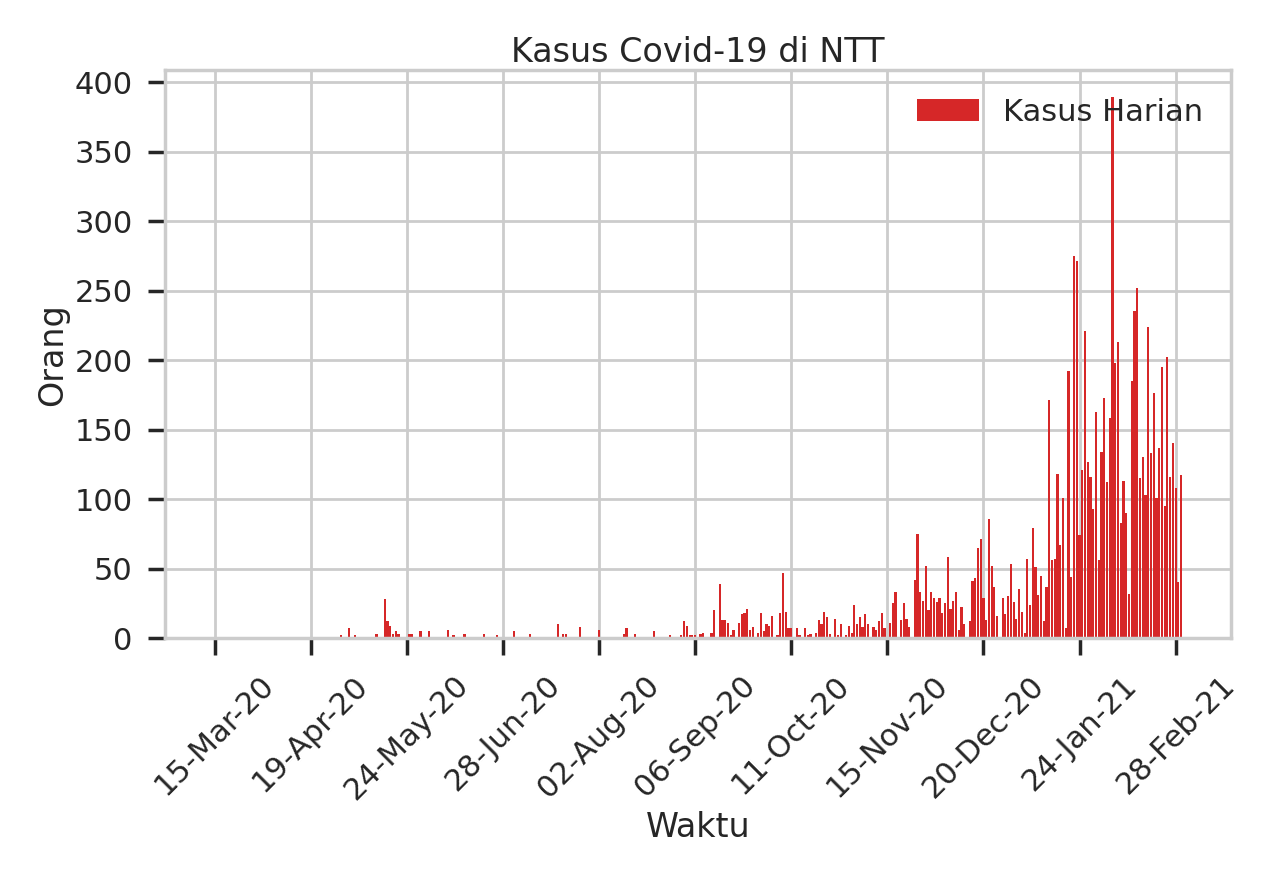 Kasus Covid-19 di NTT
Kasus Harian
400
350
300
250
200
150
100
50
0
Orang
15-Mar-20
19-Apr-20
24-May-20
28-Jun-20
02-Aug-20
06-Sep-20
11-Oct-20
15-Nov-20
20-Dec-20
24-Jan-21
28-Feb-21
Waktu